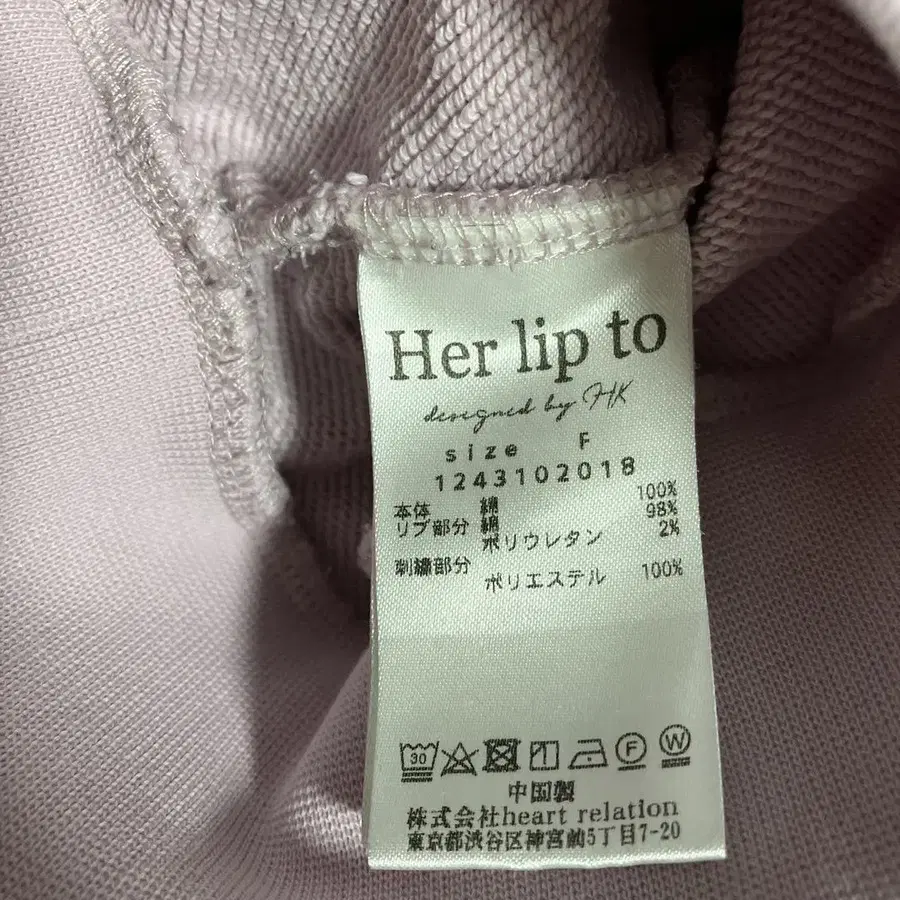 Her lip to
designed by HK
size F
1243102018
本体 綿 100%
リブ部分 綿 98%
ポリウレタン 2%
刺繍部分 ポリエステル 100%
30 F W
中国製
株式会社heart relation
東京都渋谷区神宮前5丁目7-20